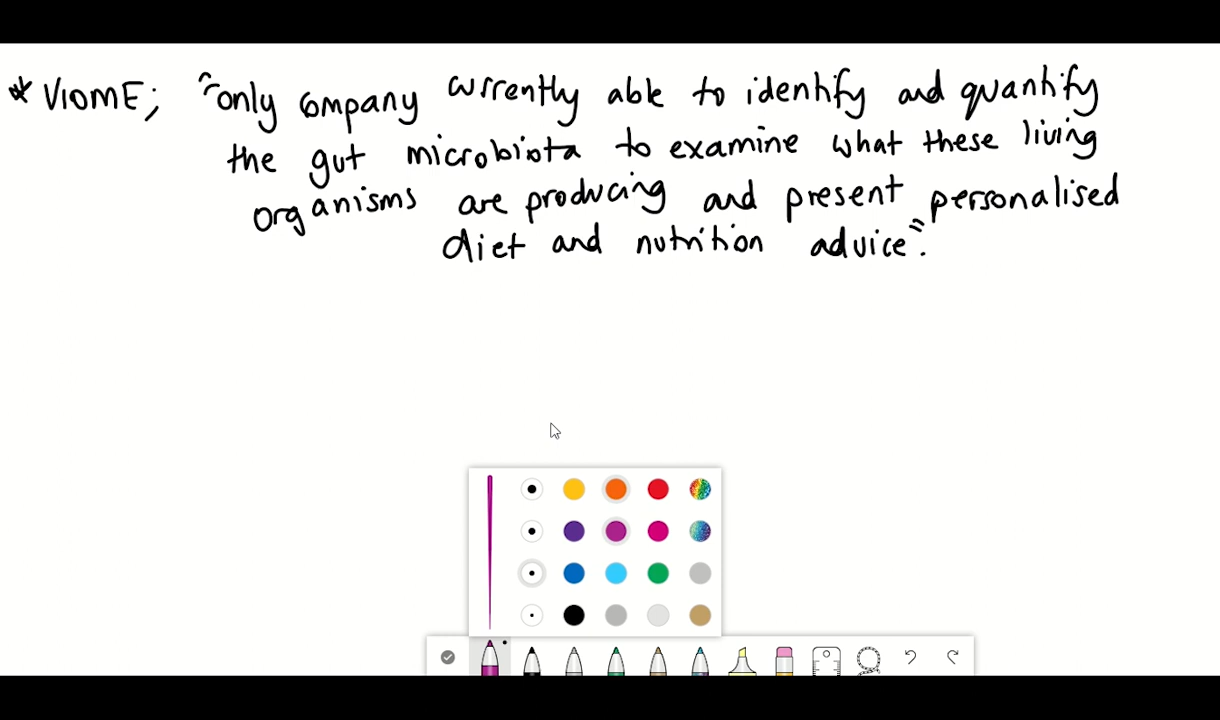 * VIOME; "only company currently able to identify and quantify
the gut microbiota to examine what these living
organisms are producing and present personalised
diet and nutrition advice".